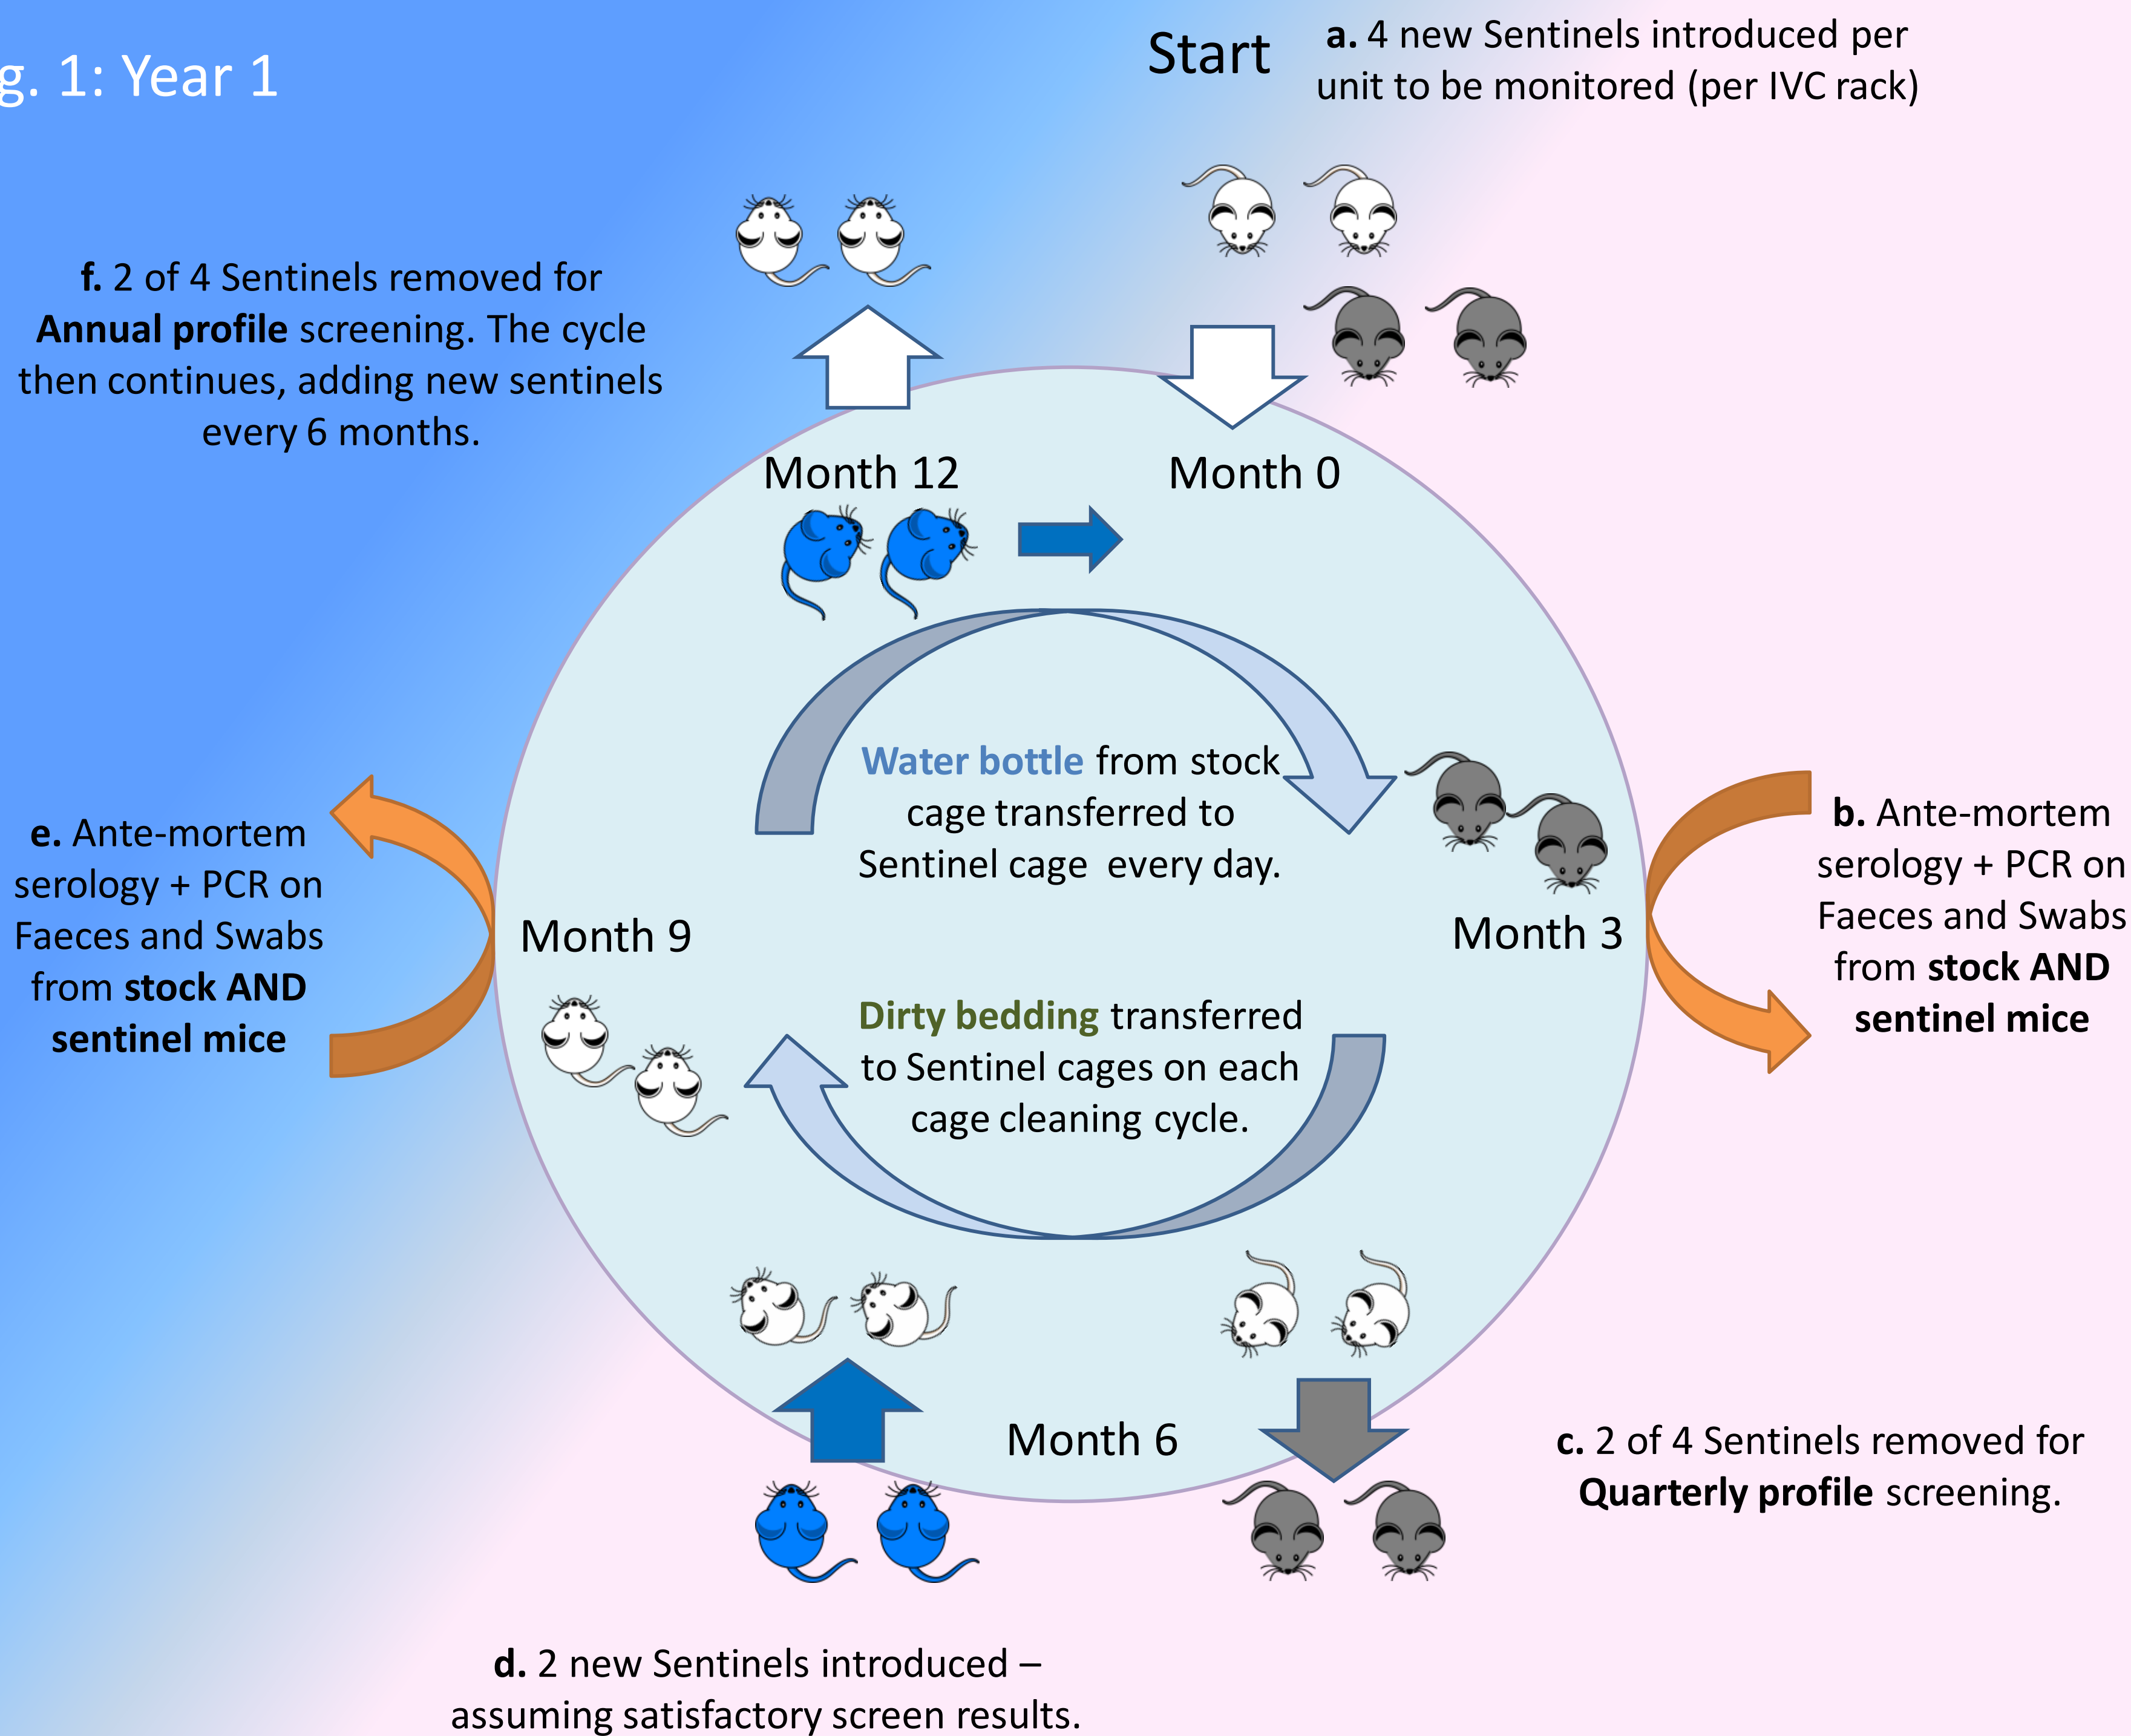 g. 1: Year 1
Start
a. 4 new Sentinels introduced per
unit to be monitored (per IVC rack)
f. 2 of 4 Sentinels removed for
Annual profile screening. The cycle
then continues, adding new sentinels
every 6 months.
Month 12
Month 0
Water bottle from stock
cage transferred to
Sentinel cage every day.
b. Ante-mortem
serology + PCR on
Faeces and Swabs
from stock AND
sentinel mice
e. Ante-mortem
serology + PCR on
Faeces and Swabs
from stock AND
sentinel mice
Month 9
Month 3
Dirty bedding transferred
to Sentinel cages on each
cage cleaning cycle.
Month 6
c. 2 of 4 Sentinels removed for
Quarterly profile screening.
d. 2 new Sentinels introduced –
assuming satisfactory screen results.